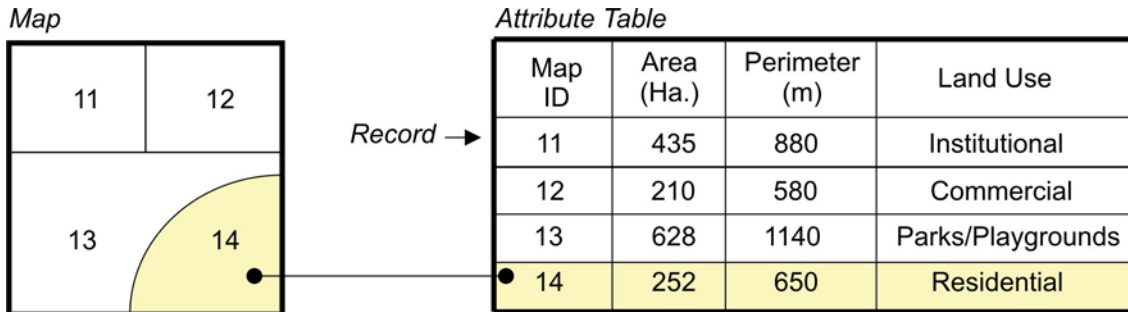 Map
11 12
13 14
Attribute Table
Record
Map ID Area (Ha.) Perimeter (m) Land Use
11 435 880 Institutional
12 210 580 Commercial
13 628 1140 Parks/Playgrounds
14 252 650 Residential